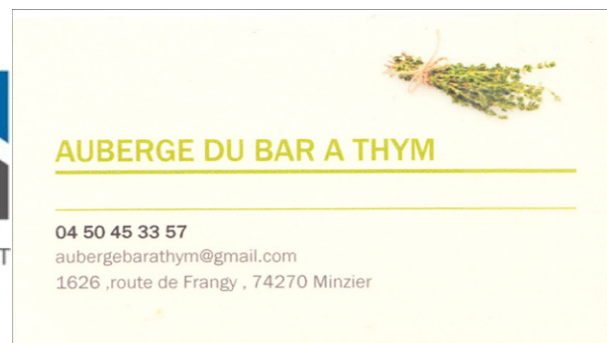 AUBERGE DU BAR A THYM
04 50 45 33 57
aubergebarathym@gmail.com
1626 ,route de Frangy , 74270 Minzier
T